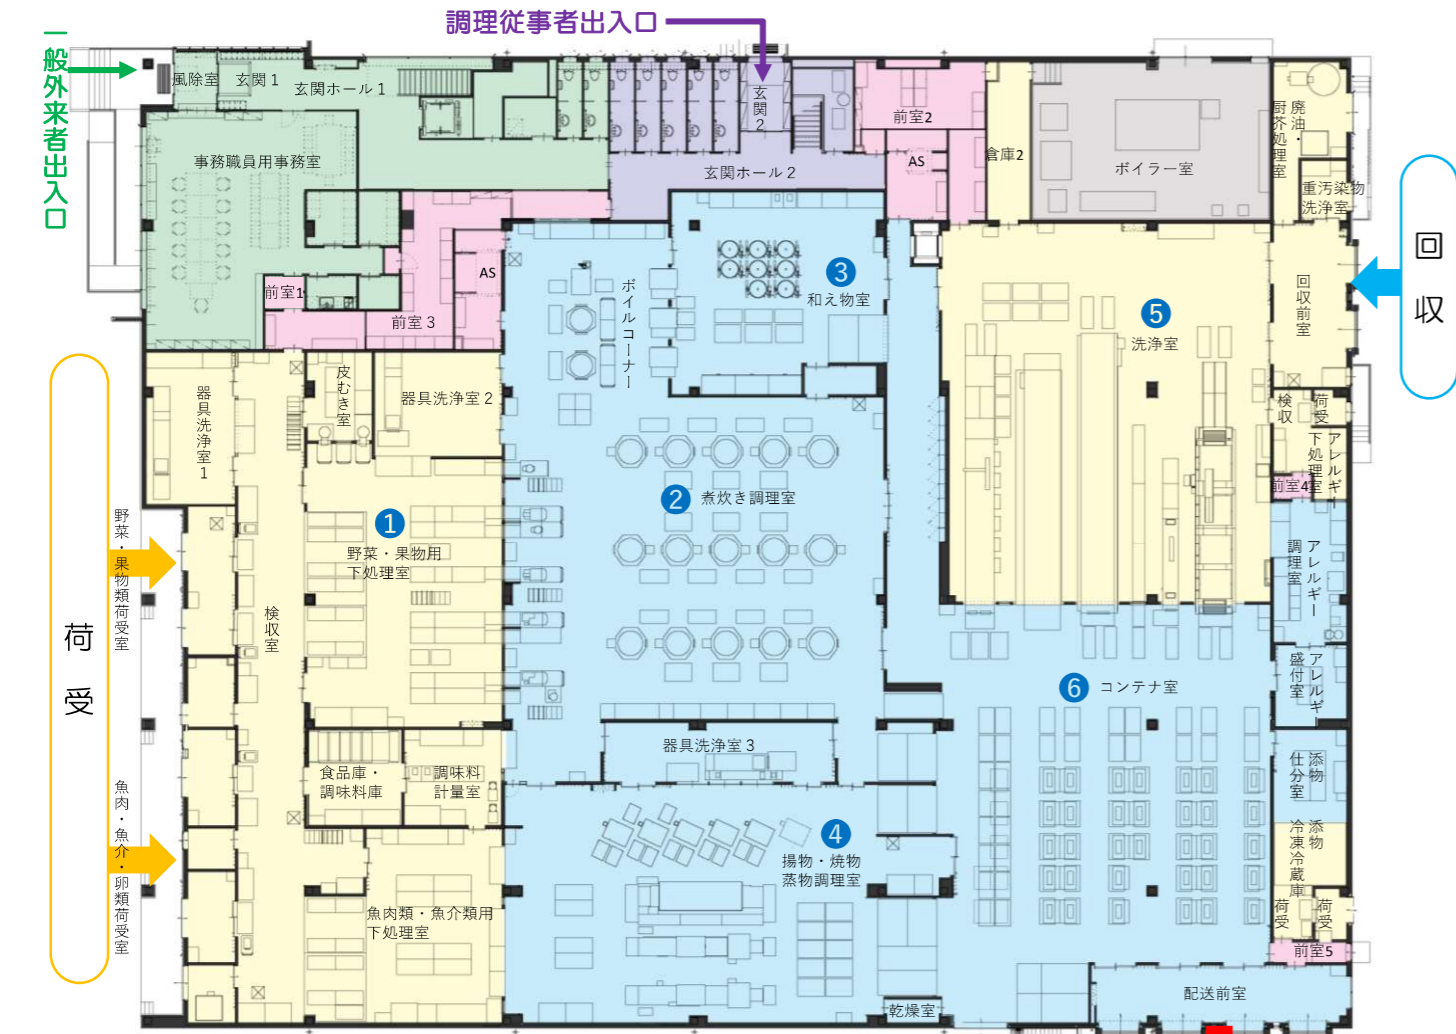 調理従事者出入口
一般外来者出入口
風除室
玄関1
玄関ホール1
玄関2
前室2
廃油・
厨芥処理室
事務職員用事務室
玄関ホール2
AS
倉庫2
ボイラー室
重汚染物
洗浄室
回収
AS
前室1
前室3
ボイルコーナー
3
和え物室
5
洗浄室
回収前室
器具洗浄室1
皮むき室
器具洗浄室2
検収
荷受
アレルギー
下処理室
前室4
荷受
野菜・果物類荷受室
1
野菜・果物用
下処理室
2
煮炊き調理室
アレルギー
調理室
検収室
アレルギー
盛付室
6
コンテナ室
器具洗浄室3
食品庫・
調味料庫
調味料
計量室
添物
仕分室
魚肉・魚介・卵類荷受室
4
揚物・焼物
蒸物調理室
添物
冷凍冷蔵庫
魚肉類・魚介類用
下処理室
荷受
荷受
前室5
配送前室
乾燥室